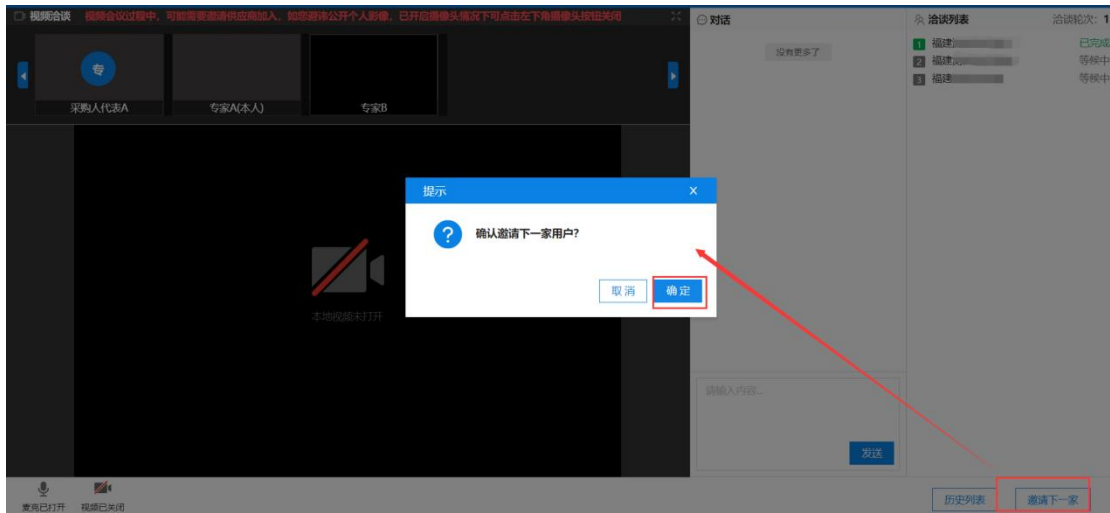 视频洽谈 视频会议过程中，可能需要邀请供应商加入，如您避讳公开个人影像，已开启摄像头情况下可点击左下角摄像头按钮关闭
专
采购人代表A
专家A(本人)
专家B
本地视频未打开
提示
X
?
确认邀请下一家用户?
取消
确定
对话
没有更多了
请输入内容...
发送
洽谈列表
洽谈轮次: 1
1 福建
已完成
2 福建
等候中
3 福建
等候中
麦克已打开
视频已关闭
历史列表
邀请下一家